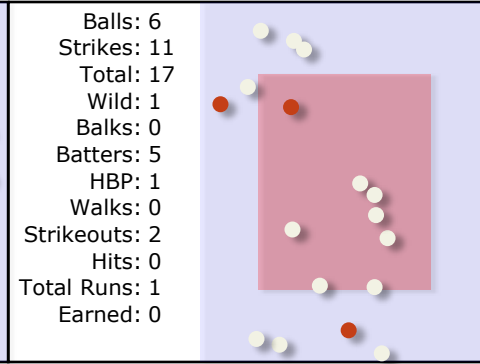 Balls: 6
Strikes: 11
Total: 17
Wild: 1
Balks: 0
Batters: 5
HBP: 1
Walks: 0
Strikeouts: 2
Hits: 0
Total Runs: 1
Earned: 0